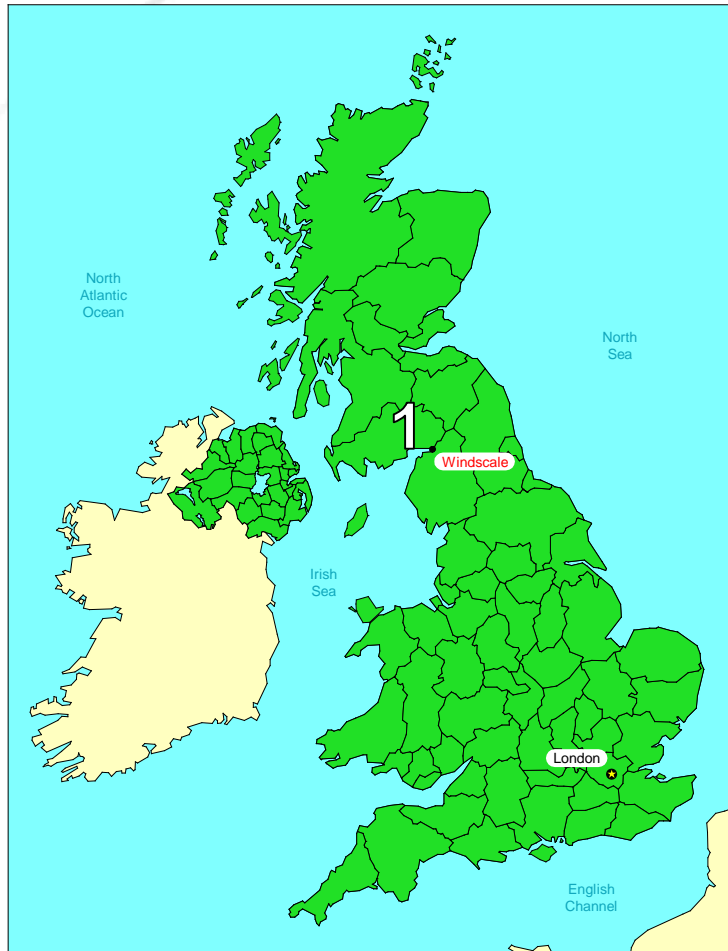 North
Atlantic
Ocean
North
Sea
1
Windscale
Irish
Sea
London
English
Channel